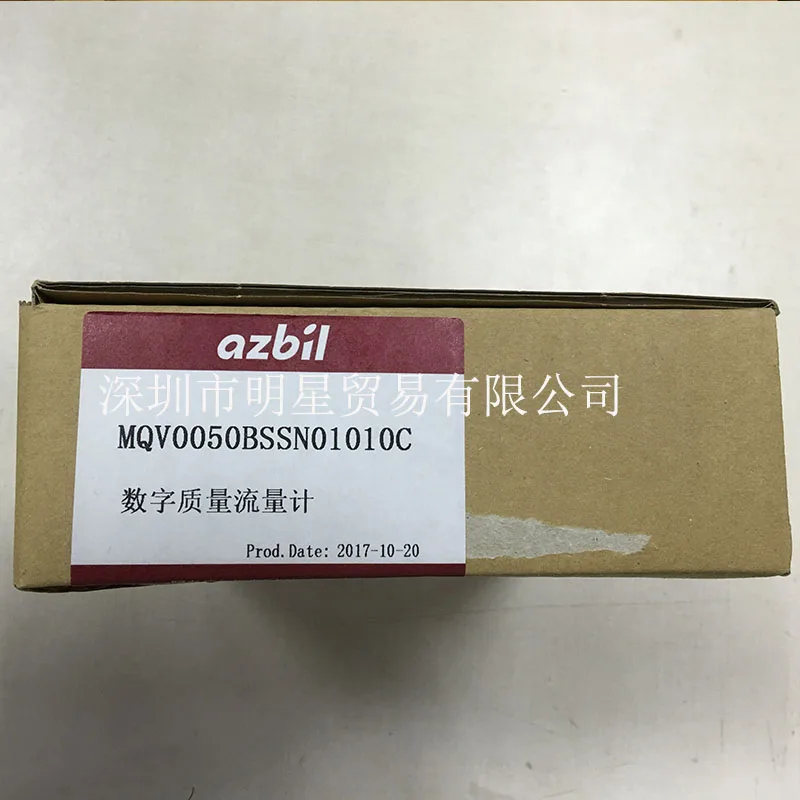 azbil
深圳市明星贸易有限公司
MQV0050BSSN01010C
数字质量流量计
Prod.Date: 2017-10-20